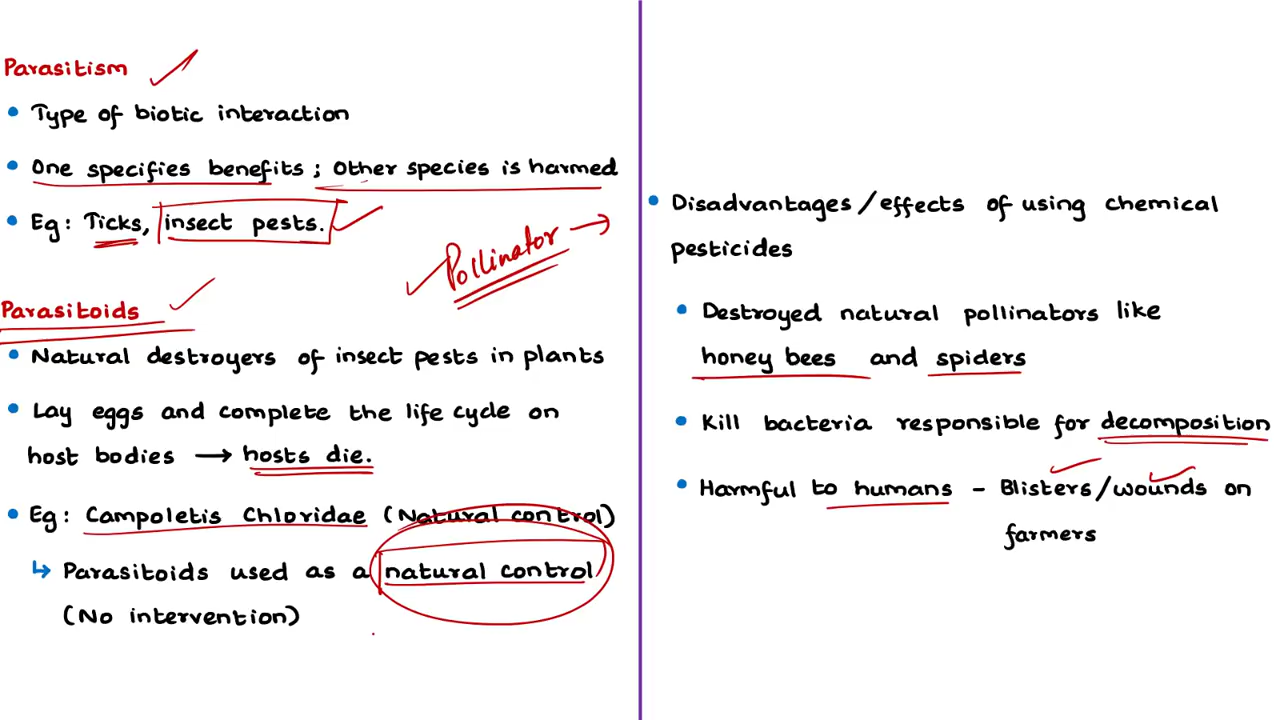 Parasitism
• Type of biotic interaction
• One specifies benefits ; Other species is harmed
• Eg: Ticks, insect pests.
Pollinator →
Parasitoids
• Natural destroyers of insect pests in plants
• Lay eggs and complete the life cycle on
host bodies → hosts die.
• Eg: Campoletis Chloridae (Natural control)
↳ Parasitoids used as a natural control
(No intervention)
• Disadvantages/effects of using chemical
pesticides
• Destroyed natural pollinators like
honey bees and spiders
• Kill bacteria responsible for decomposition
• Harmful to humans - Blisters/wounds on
farmers